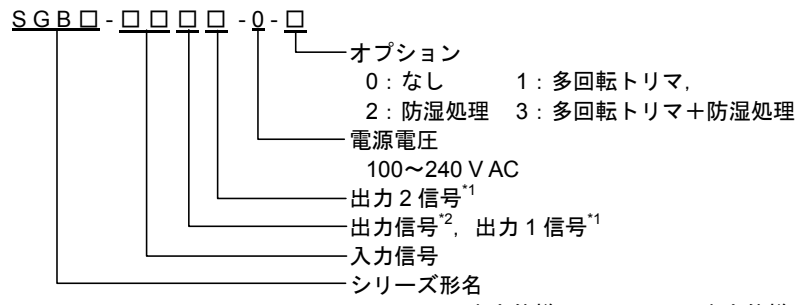 SGB□-□□□□-0-□
オプション
0：なし 1：多回転トリマ,
2：防湿処理 3：多回転トリマ＋防湿処理
電源電圧
100～240 V AC
出力2信号*1
出力信号*2, 出力1信号*1
入力信号
シリーズ形名